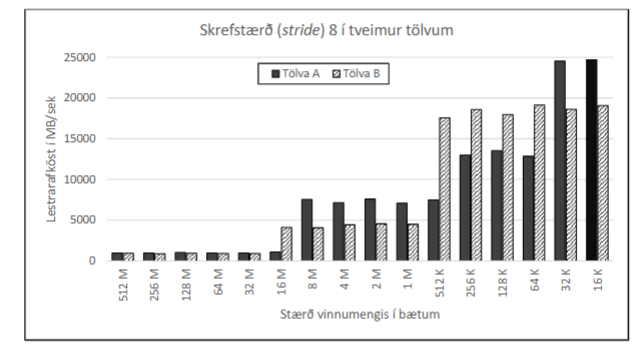 Skrefstærð (stride) 8 í tveimur tölvum
Tölva A Tölva B
Lestrarafköst í MB/sek
25000
20000
15000
10000
5000
0
512 M 256 M 128 M 64 M 32 M 16 M 8 M 4 M 2 M 1 M 512 K 256 K 128 K 64 K 32 K 16 K
Stærð vinnumengis í bætum